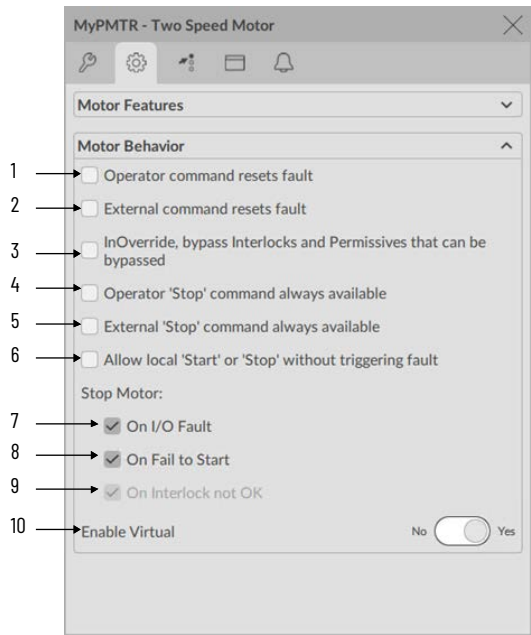 MyPMTR - Two Speed Motor
Motor Features
Motor Behavior
1 Operator command resets fault
2 External command resets fault
3 InOverride, bypass Interlocks and Permissives that can be
bypassed
4 Operator 'Stop' command always available
5 External 'Stop' command always available
6 Allow local 'Start' or 'Stop' without triggering fault
Stop Motor:
7 On I/O Fault
8 On Fail to Start
9 On Interlock not OK
10 Enable Virtual No Yes